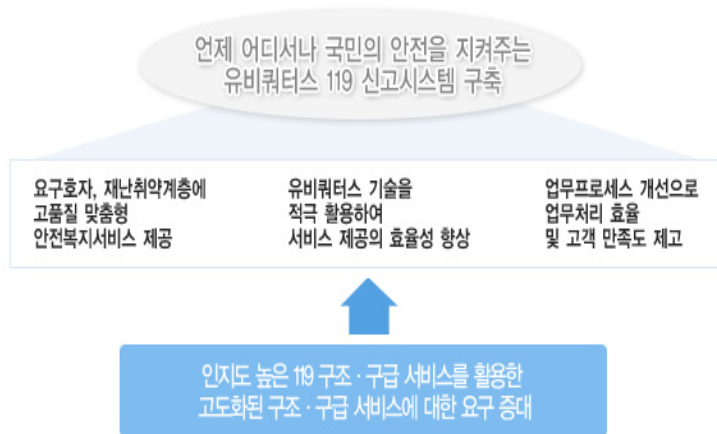 언제 어디서나 국민의 안전을 지켜주는
유비쿼터스 119 신고시스템 구축
요구호자, 재난취약계층에
고품질 맞춤형
안전복지서비스 제공
유비쿼터스 기술을
적극 활용하여
서비스 제공의 효율성 향상
업무프로세스 개선으로
업무처리 효율
및 고객 만족도 제고
인지도 높은 119 구조 · 구급 서비스를 활용한
고도화된 구조 · 구급 서비스에 대한 요구 증대